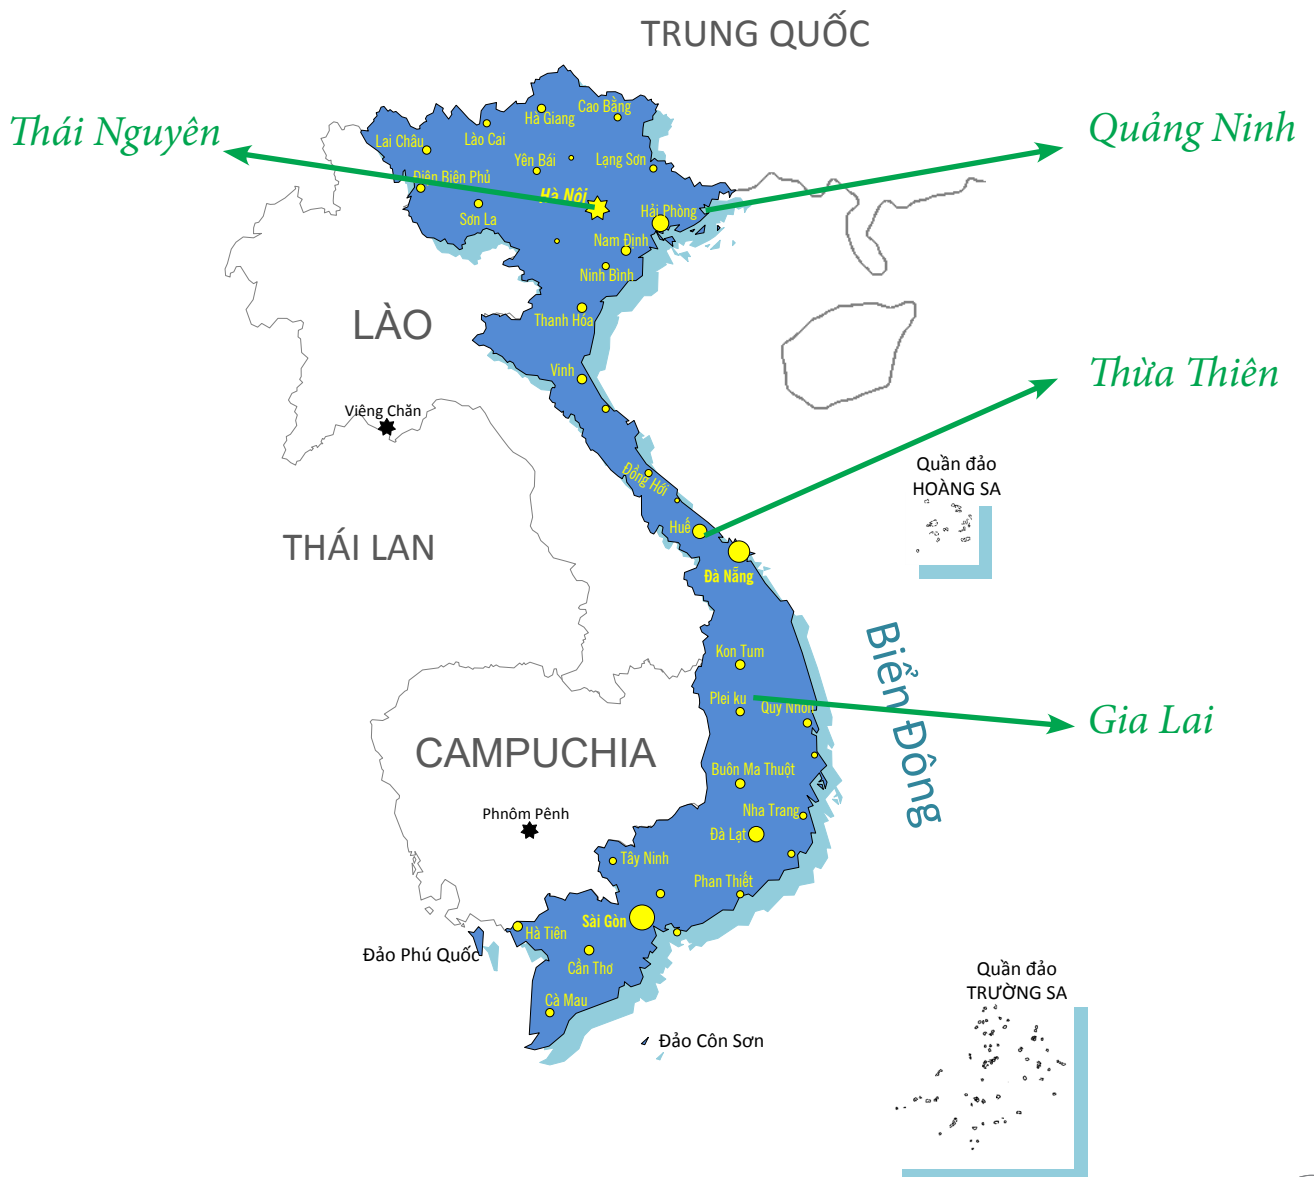 TRUNG QUỐC
Thái Nguyên
Quảng Ninh
Hà Giang
Cao Bằng
Lai Châu
Lào Cai
Yên Bái
Lạng Sơn
Điện Biên Phủ
Hà Nội
Sơn La
Hải Phòng
Nam Định
Ninh Bình
LÀO
Thanh Hóa
Vinh
Thừa Thiên
Viêng Chăn
Quần đảo
HOÀNG SA
Đồng Hới
Huế
THÁI LAN
Đà Nẵng
Biển Đông
Kon Tum
Plei ku
Quy Nhơn
Gia Lai
CAMPUCHIA
Buôn Ma Thuột
Phnôm Pênh
Nha Trang
Đà Lạt
Tây Ninh
Phan Thiết
Sài Gòn
Hà Tiên
Đảo Phú Quốc
Cần Thơ
Quần đảo
TRƯỜNG SA
Cà Mau
Đảo Côn Sơn